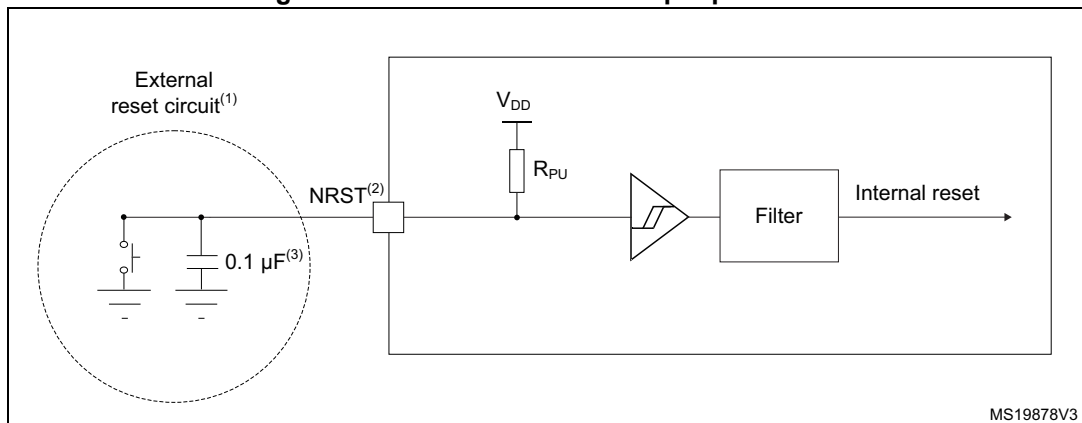 External
reset circuit(1)
VDD
RPU
NRST(2)
Filter
Internal reset
0.1 µF(3)
MS19878V3